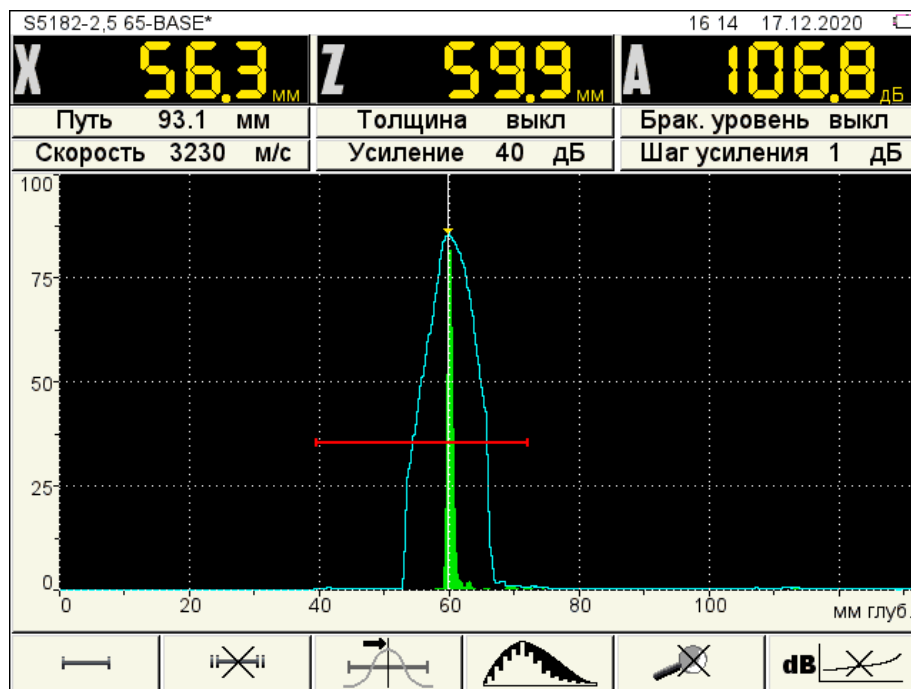 S5182-2,5 65-BASE* 16 14 17.12.2020
X 56.3 мм Z 59.9 мм A 106.8 дБ
Путь 93.1 мм Толщина выкл Брак. уровень выкл
Скорость 3230 м/с Усиление 40 дБ Шаг усиления 1 дБ
100
75
50
25
0
0 20 40 60 80 100 мм глуб.
dB